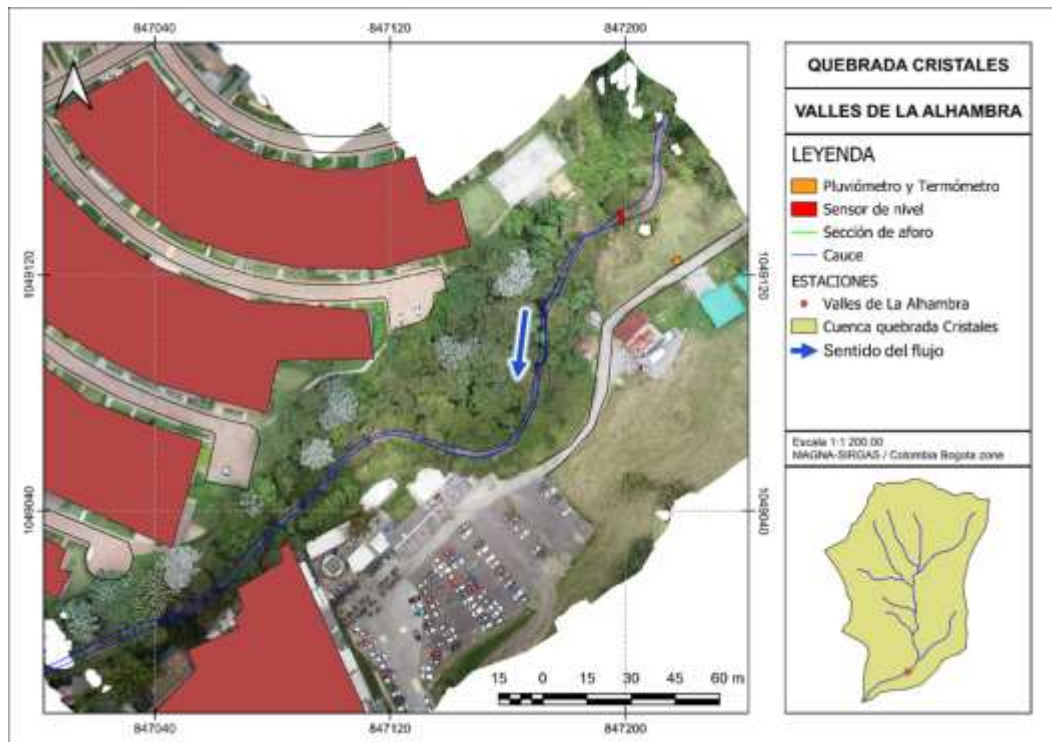 847040 847120 847200
1049120
1049040
1049120
1049040
847040 847120 847200
15 0 15 30 45 60 m
QUEBRADA CRISTALES
VALLES DE LA ALHAMBRA
LEYENDA
Pluviómetro y Termómetro
Sensor de nivel
Sección de aforo
Cauce
ESTACIONES
Valles de La Alhambra
Cuenca quebrada Cristales
Sentido del flujo
Escala 1:1 200.00
MAGNA-SIRGAS / Colombia Bogota zone